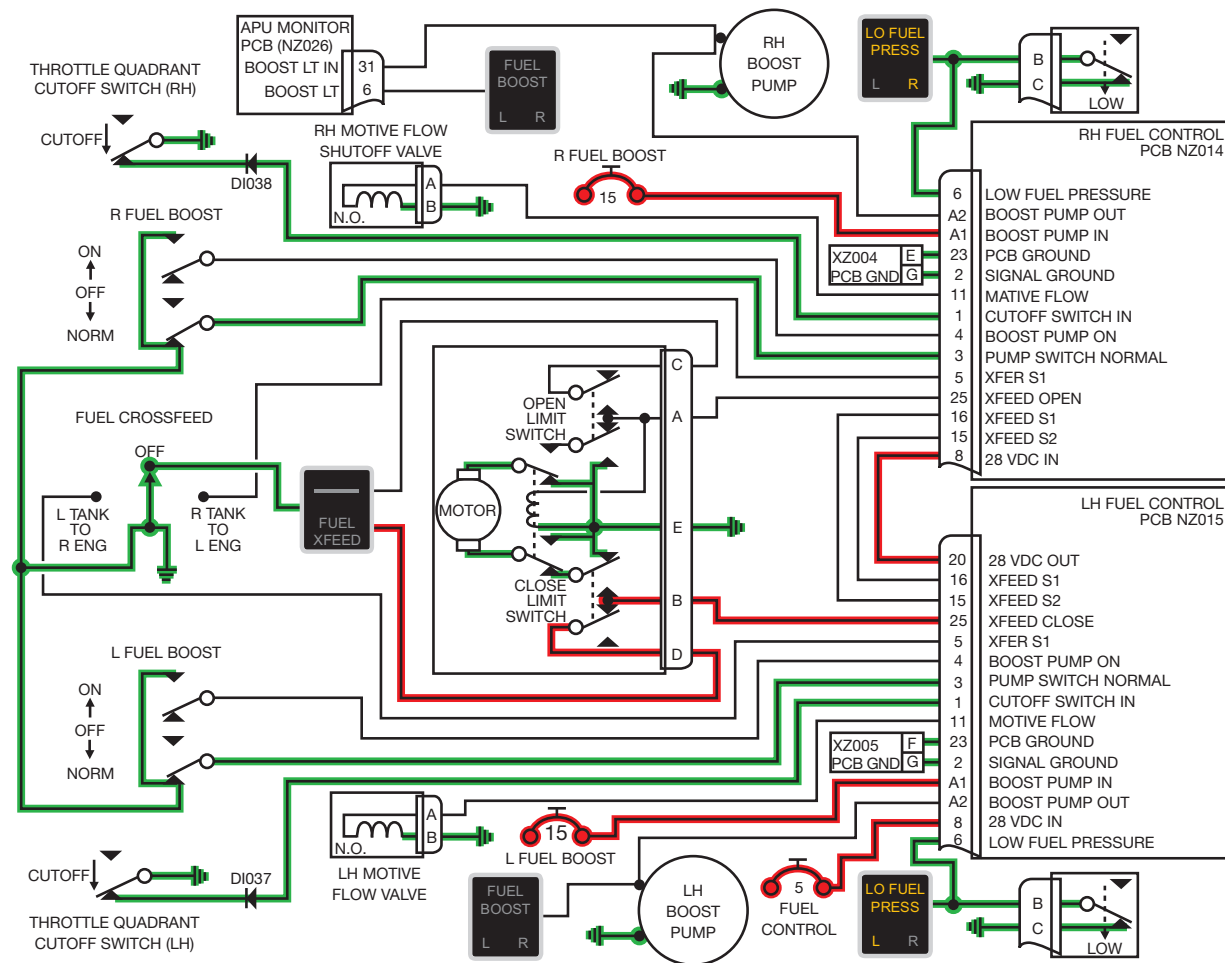 APU MONITOR
PCB (NZ026)
BOOST LT IN 31
BOOST LT 6
FUEL
BOOST
L R
RH
BOOST
PUMP
LO FUEL
PRESS
L R
B
C
LOW
THROTTLE QUADRANT
CUTOFF SWITCH (RH)
CUTOFF
DI038
RH MOTIVE FLOW
SHUTOFF VALVE
N.O.
A
B
R FUEL BOOST
15
RH FUEL CONTROL
PCB NZ014
6 LOW FUEL PRESSURE
A2 BOOST PUMP OUT
A1 BOOST PUMP IN
23 PCB GROUND
2 SIGNAL GROUND
11 MATIVE FLOW
1 CUTOFF SWITCH IN
4 BOOST PUMP ON
3 PUMP SWITCH NORMAL
5 XFER S1
25 XFEED OPEN
16 XFEED S1
15 XFEED S2
8 28 VDC IN
XZ004 E
PCB GND G
R FUEL BOOST
ON
OFF
NORM
FUEL CROSSFEED
OFF
L TANK
TO
R ENG
R TANK
TO
L ENG
FUEL
XFEED
MOTOR
OPEN
LIMIT
SWITCH
CLOSE
LIMIT
SWITCH
C
A
E
B
D
LH FUEL CONTROL
PCB NZ015
20 28 VDC OUT
16 XFEED S1
15 XFEED S2
25 XFEED CLOSE
5 XFER S1
4 BOOST PUMP ON
3 PUMP SWITCH NORMAL
1 CUTOFF SWITCH IN
11 MOTIVE FLOW
23 PCB GROUND
2 SIGNAL GROUND
A1 BOOST PUMP IN
A2 BOOST PUMP OUT
8 28 VDC IN
6 LOW FUEL PRESSURE
XZ005 F
PCB GND G
L FUEL BOOST
ON
OFF
NORM
CUTOFF
DI037
THROTTLE QUADRANT
CUTOFF SWITCH (LH)
N.O.
A
B
LH MOTIVE
FLOW VALVE
15
L FUEL BOOST
FUEL
BOOST
L R
LH
BOOST
PUMP
5
FUEL
CONTROL
LO FUEL
PRESS
L R
B
C
LOW